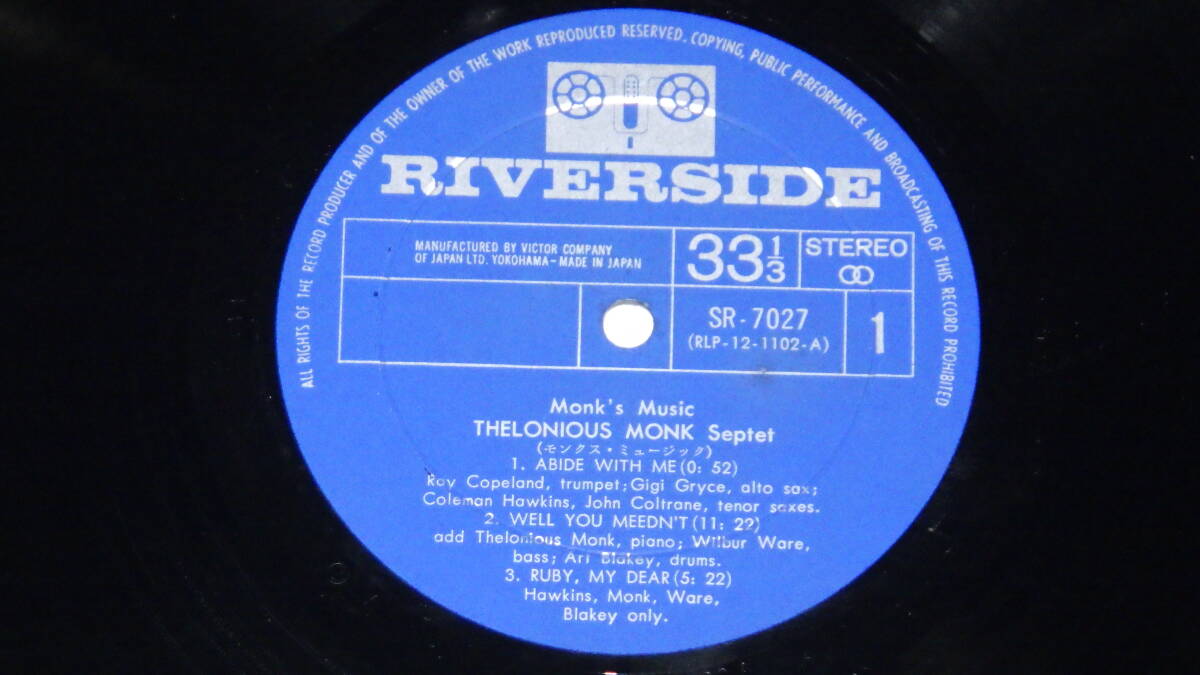 ALL RIGHTS OF THE RECORD PRODUCER AND OF THE OWNER OF THE WORK REPRODUCED RESERVED. COPYING, PUBLIC PERFORMANCE AND BROADCASTING OF THIS RECORD PROHIBITED
RIVERSIDE
MANUFACTURED BY VICTOR COMPANY
OF JAPAN LTD. YOKOHAMA-MADE IN JAPAN
33 1/3
STEREO
SR-7027
(RLP-12-1102-A)
1
Monk's Music
THELONIOUS MONK Septet
(モンクス・ミュージック)
1. ABIDE WITH ME(0: 52)
Ray Copeland, trumpet;Gigi Gryce, alto sax;
Coleman Hawkins, John Coltrane, tenor saxes.
2. WELL YOU MEEDN'T(11: 22)
add Thelonious Monk, piano; Wilbur Ware,
bass; Art Blakey, drums.
3. RUBY, MY DEAR(5: 22)
Hawkins, Monk, Ware,
Blakey only.